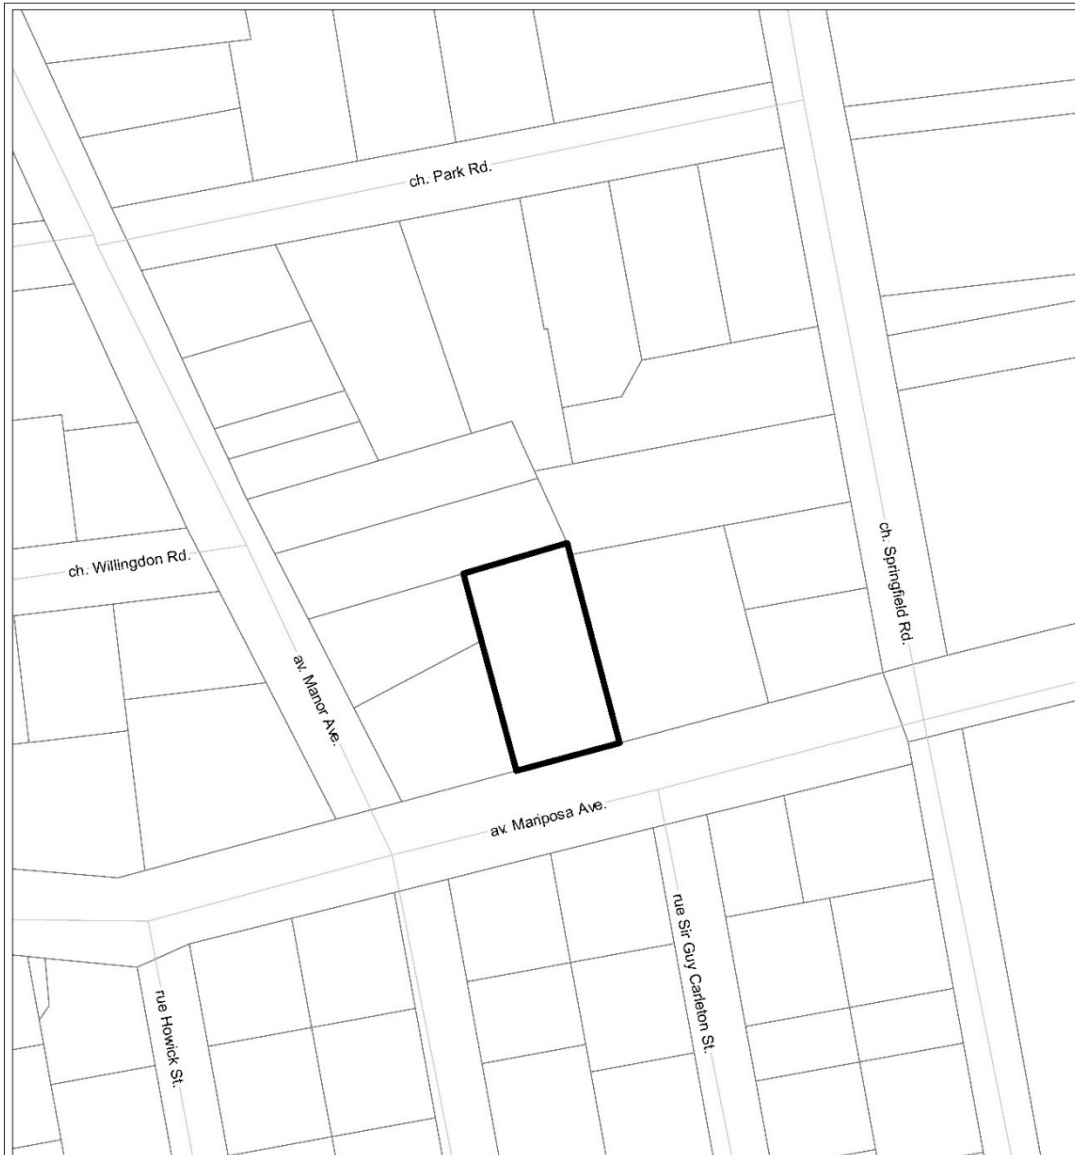 ch. Park Rd.
ch. Willingdon Rd.
ch. Springfield Rd.
av. Manor Ave.
av. Mariposa Ave.
rue Sir Guy Carleton St.
rue Howick St.